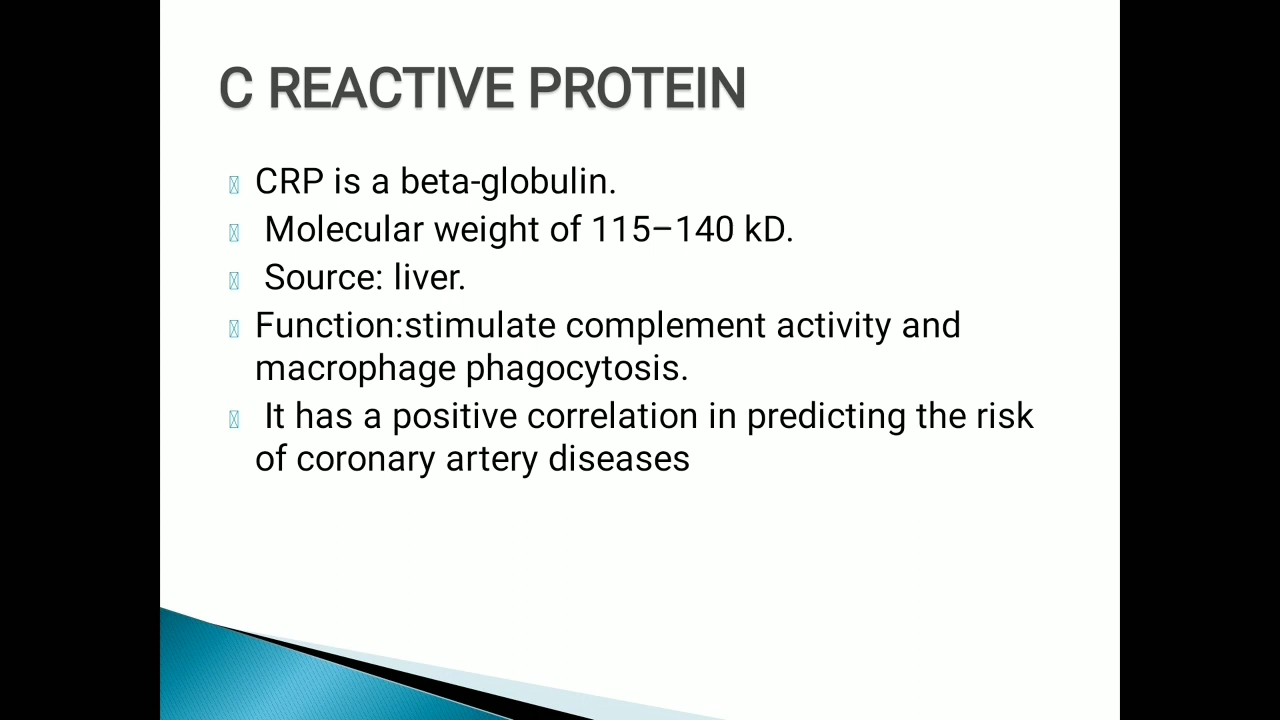 C REACTIVE PROTEIN
CRP is a beta-globulin.
Molecular weight of 115–140 kD.
Source: liver.
Function:stimulate complement activity and
macrophage phagocytosis.
It has a positive correlation in predicting the risk
of coronary artery diseases